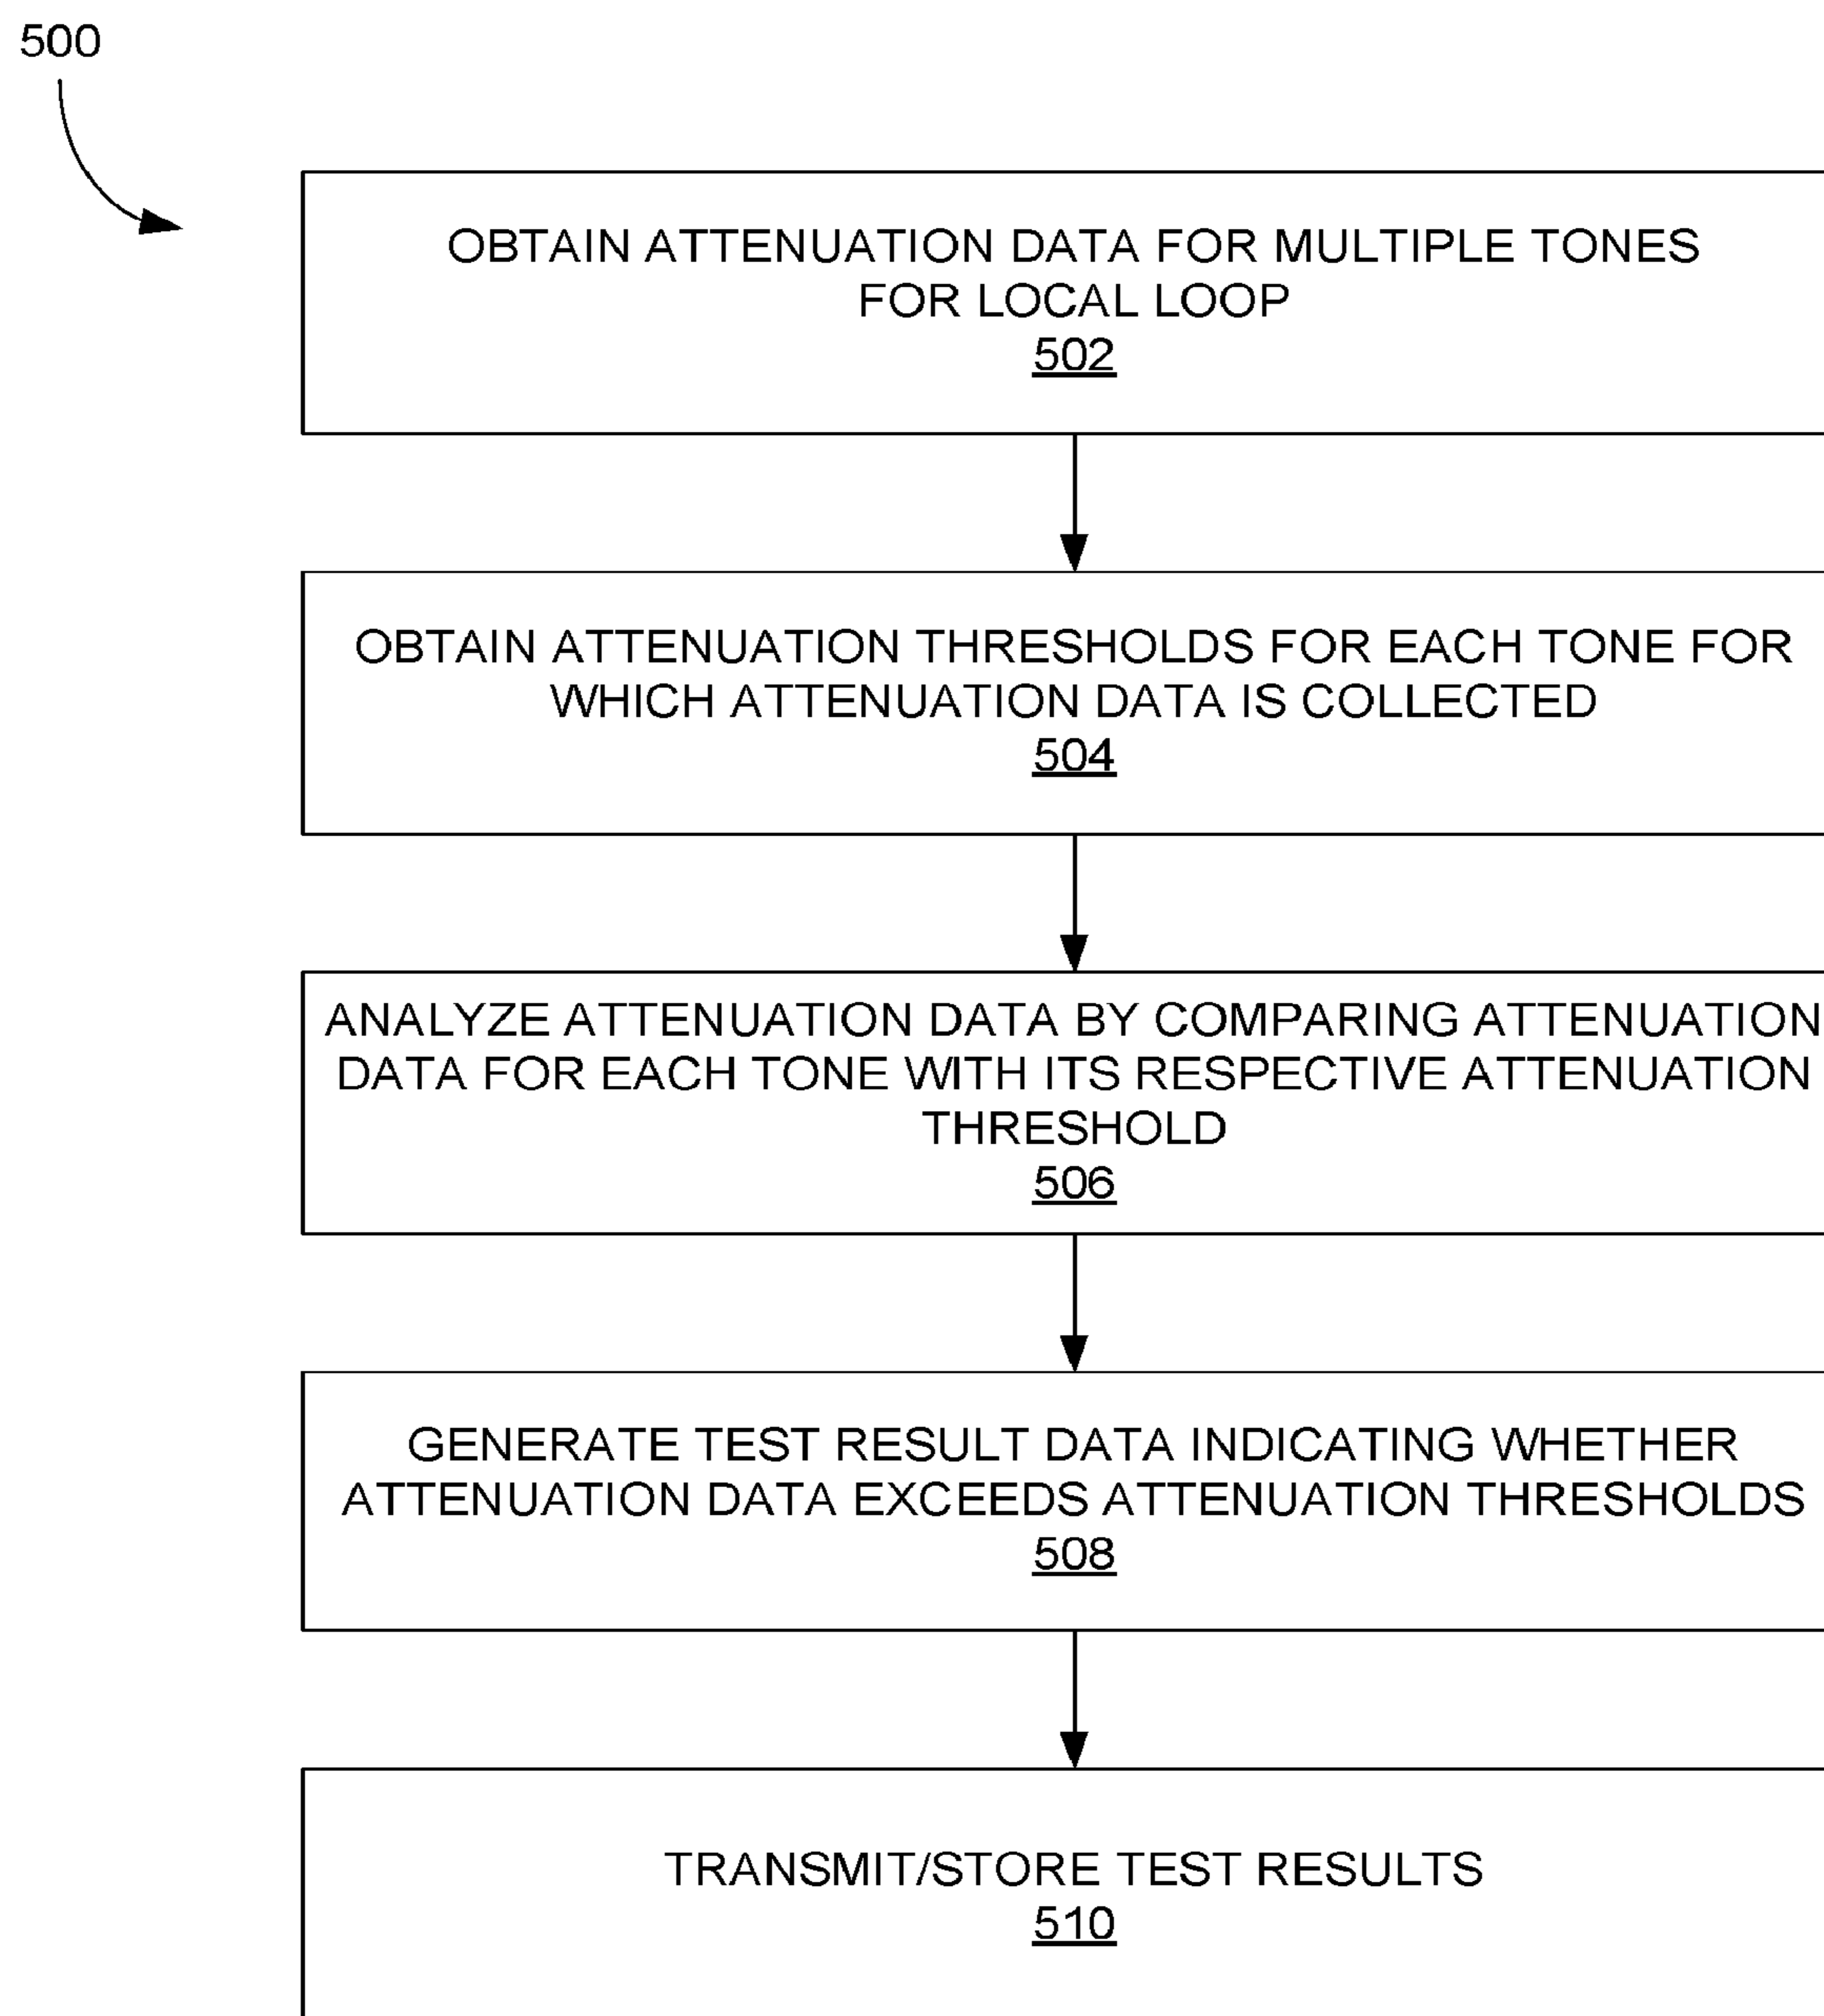 500
OBTAIN ATTENUATION DATA FOR MULTIPLE TONES
FOR LOCAL LOOP
502
OBTAIN ATTENUATION THRESHOLDS FOR EACH TONE FOR
WHICH ATTENUATION DATA IS COLLECTED
504
ANALYZE ATTENUATION DATA BY COMPARING ATTENUATION
DATA FOR EACH TONE WITH ITS RESPECTIVE ATTENUATION
THRESHOLD
506
GENERATE TEST RESULT DATA INDICATING WHETHER
ATTENUATION DATA EXCEEDS ATTENUATION THRESHOLDS
508
TRANSMIT/STORE TEST RESULTS
510